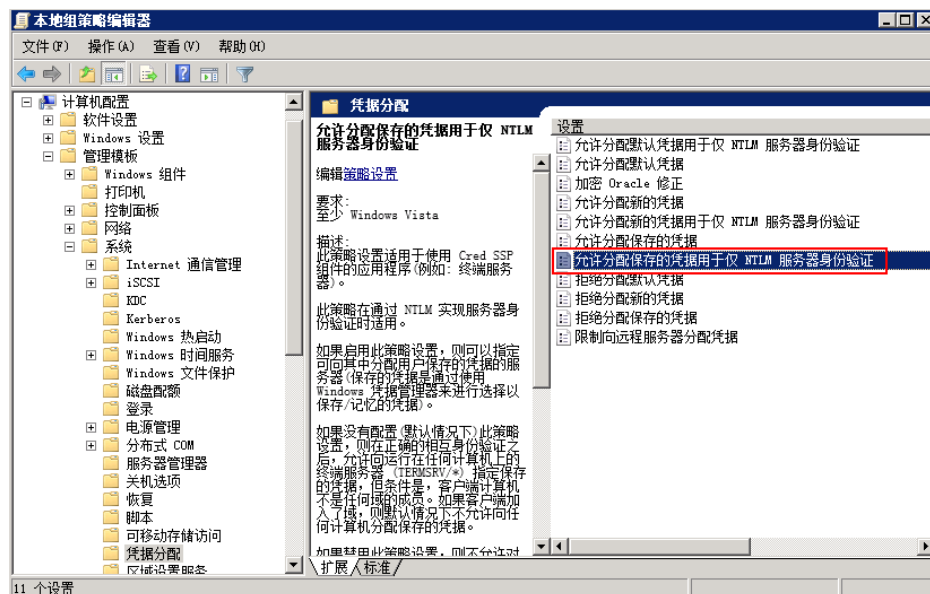 本地组策略编辑器
文件(F) 操作(A) 查看(V) 帮助(H)
计算机配置
软件设置
Windows 设置
管理模板
Windows 组件
打印机
控制面板
网络
系统
Internet 通信管理
iSCSI
KDC
Kerberos
Windows 热启动
Windows 时间服务
Windows 文件保护
磁盘配额
登录
电源管理
分布式 COM
服务器管理器
关机选项
恢复
脚本
可移动存储访问
凭据分配
区域设置服务
凭据分配
允许分配保存的凭据用于仅 NTLM
服务器身份验证
编辑策略设置
要求:
至少 Windows Vista
描述:
此策略设置适用于使用 Cred SSP
组件的应用程序(例如: 终端服务
器)。
此策略在通过 NTLM 实现服务器身
份验证时适用。
如果启用此策略设置，则可以指定
可向其中分配用户保存的凭据的服
务器(保存的凭据是通过使用
Windows 凭据管理器来进行选择以
保存/记忆的凭据)。
如果没有配置(默认情况下)此策略
设置，则在正确的相互身份验证之
后，允许向运行在任何计算机上的
终端服务器 (TERMSRV/*) 指定保存
的凭据，但条件是，客户端计算机
不是任何域的成员。如果客户端加
入了域，则默认情况下不允许向任
何计算机分配保存的凭据。
如果禁用此策略设置，则不允许对
设置
允许分配默认凭据用于仅 NTLM 服务器身份验证
允许分配默认凭据
加密 Oracle 修正
允许分配新的凭据
允许分配新的凭据用于仅 NTLM 服务器身份验证
允许分配保存的凭据
允许分配保存的凭据用于仅 NTLM 服务器身份验证
拒绝分配默认凭据
拒绝分配新的凭据
拒绝分配保存的凭据
限制向远程服务器分配凭据
扩展 标准
11 个设置